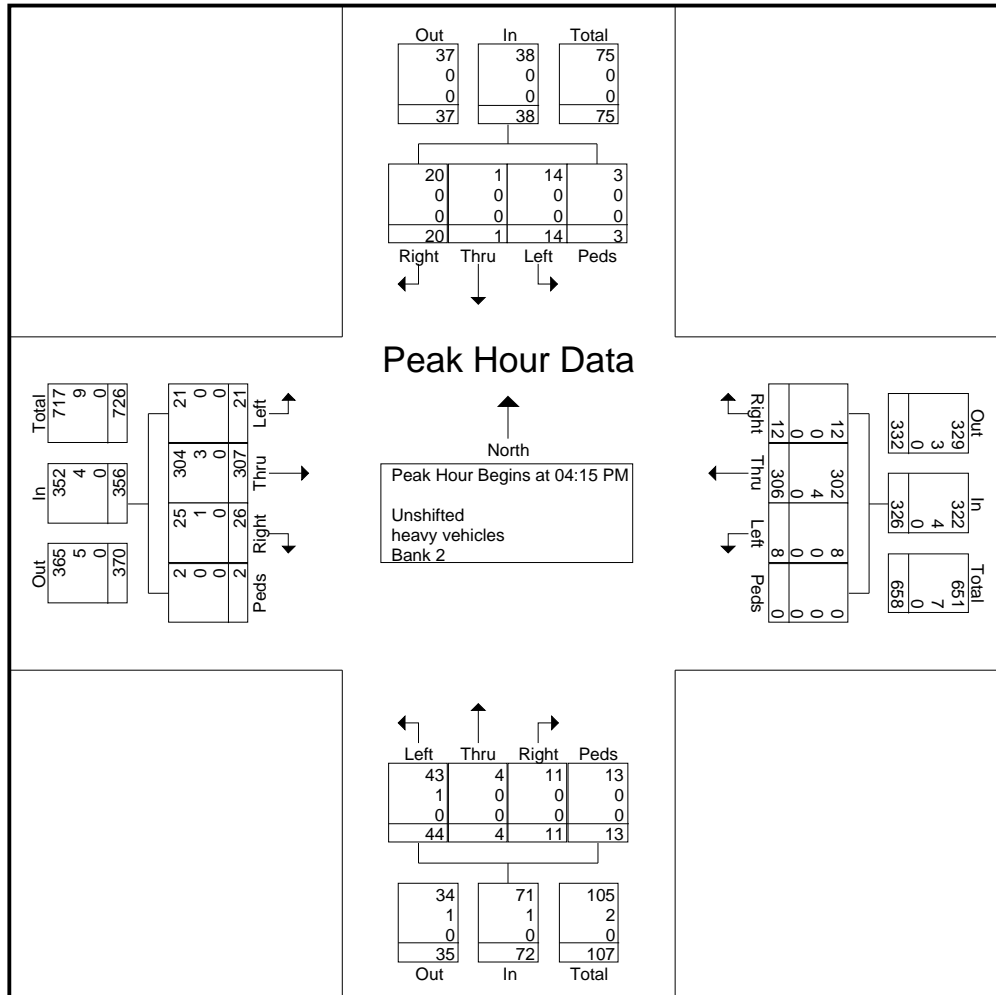 Out In Total
37 38 75
0 0 0
0 0 0
37 38 75
20 1 14 3
0 0 0 0
0 0 0 0
20 1 14 3
Right Thru Left Peds
Peak Hour Data
North
Peak Hour Begins at 04:15 PM
Unshifted
heavy vehicles
Bank 2
Total
717 9 0 726
In
352 4 0 356
Out
365 5 0 370
21 0 0 21
Left
304 3 0 307
Thru
25 1 0 26
Right
2 0 0 2
Peds
Right
12 0 0 12
Thru
302 4 0 306
Left
8 0 0 8
Peds
0 0 0 0
Out
329 3 0 332
In
322 4 0 326
Total
651 7 0 658
Left Thru Right Peds
43 4 11 13
1 0 0 0
0 0 0 0
44 4 11 13
34 71 105
1 1 2
0 0 0
35 72 107
Out In Total